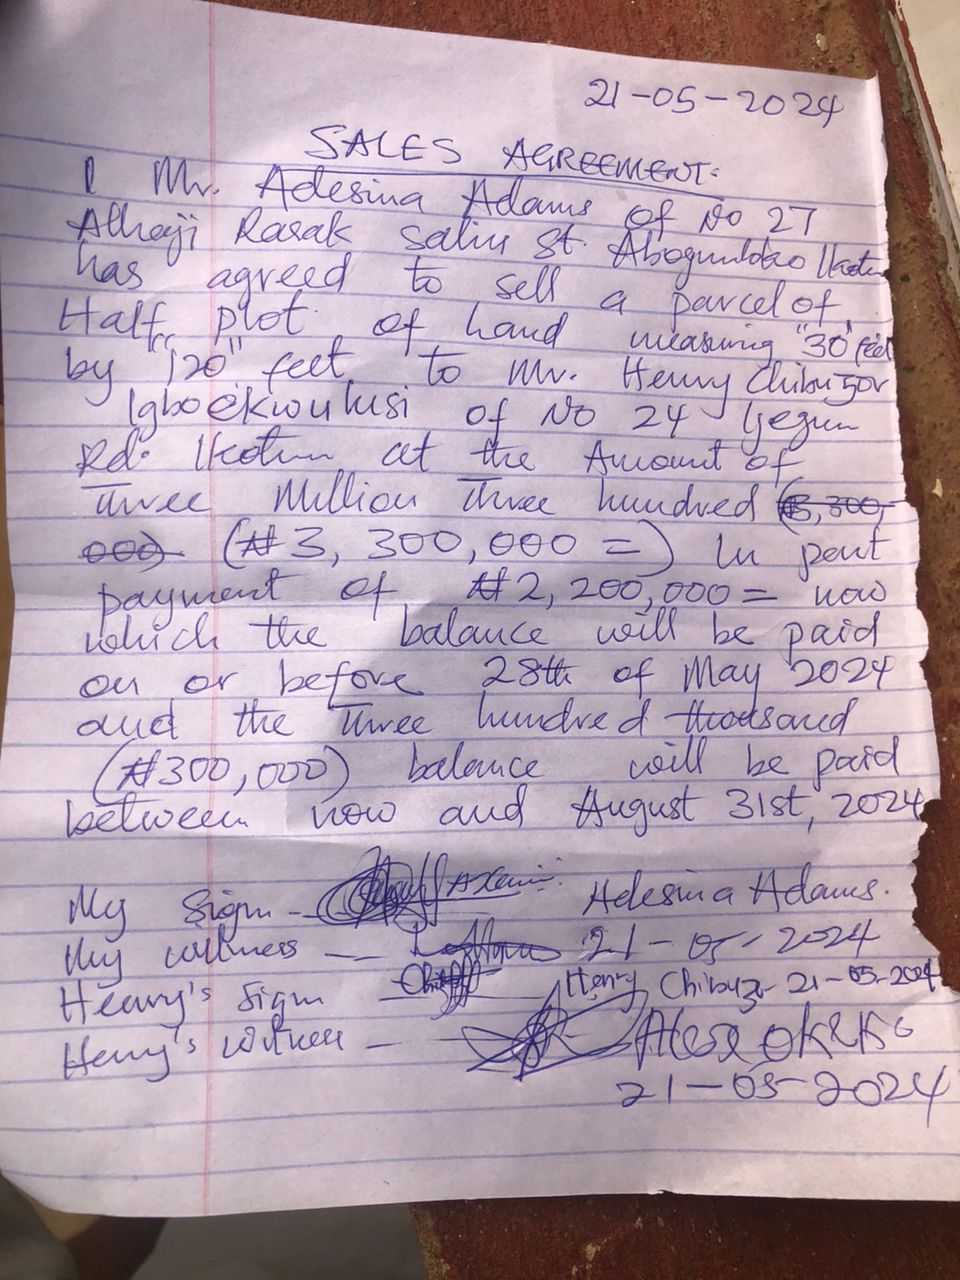 21-05-2024
SALES AGREEMENT.
I Mr. Adesina Adams of No 27
Alhaji Rasak Salius St. Abogunloko Ikotun
has agreed to sell a parcel of
Half plot of Land measuring "30" feet
by "120" feet to Mr. Henry Chibuzor
Igboekwulusi of No 24 Ijegun
Rd. Ikotun at the Amount of
Three Million Three hundred (3,300,
000) (₦3,300,000=) In part
payment of ₦2,200,000= now
which the balance will be paid
on or before 28th of May 2024
and the Three hundred thousand
(₦300,000) balance will be paid
between now and August 31st, 2024
My Sign - Adesina Adams.
My witness -- 21-05-2024
Henry's Sign Henry Chibuzor 21-05-2024
Henry's Witness - Alex Okeke
21-05-2024